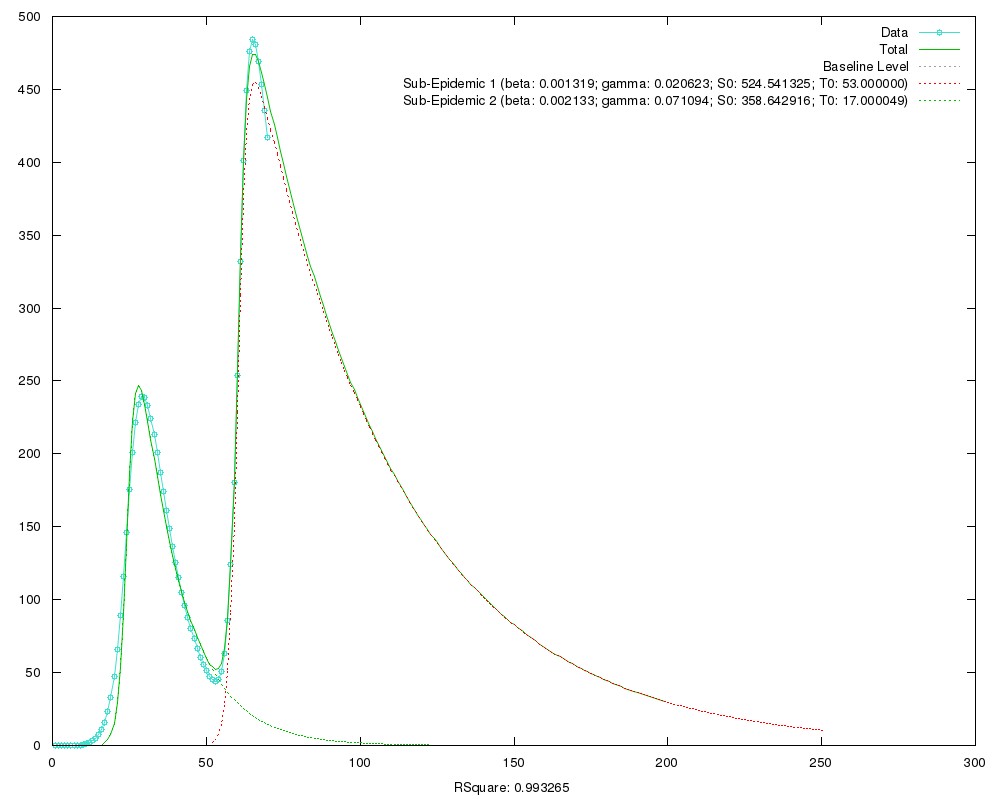 500
450
400
350
300
250
200
150
100
50
0
Data
Total
Baseline Level
Sub-Epidemic 1 (beta: 0.001319; gamma: 0.020623; S0: 524.541325; T0: 53.000000)
Sub-Epidemic 2 (beta: 0.002133; gamma: 0.071094; S0: 358.642916; T0: 17.000049)
0 50 100 150 200 250 300
RSquare: 0.993265